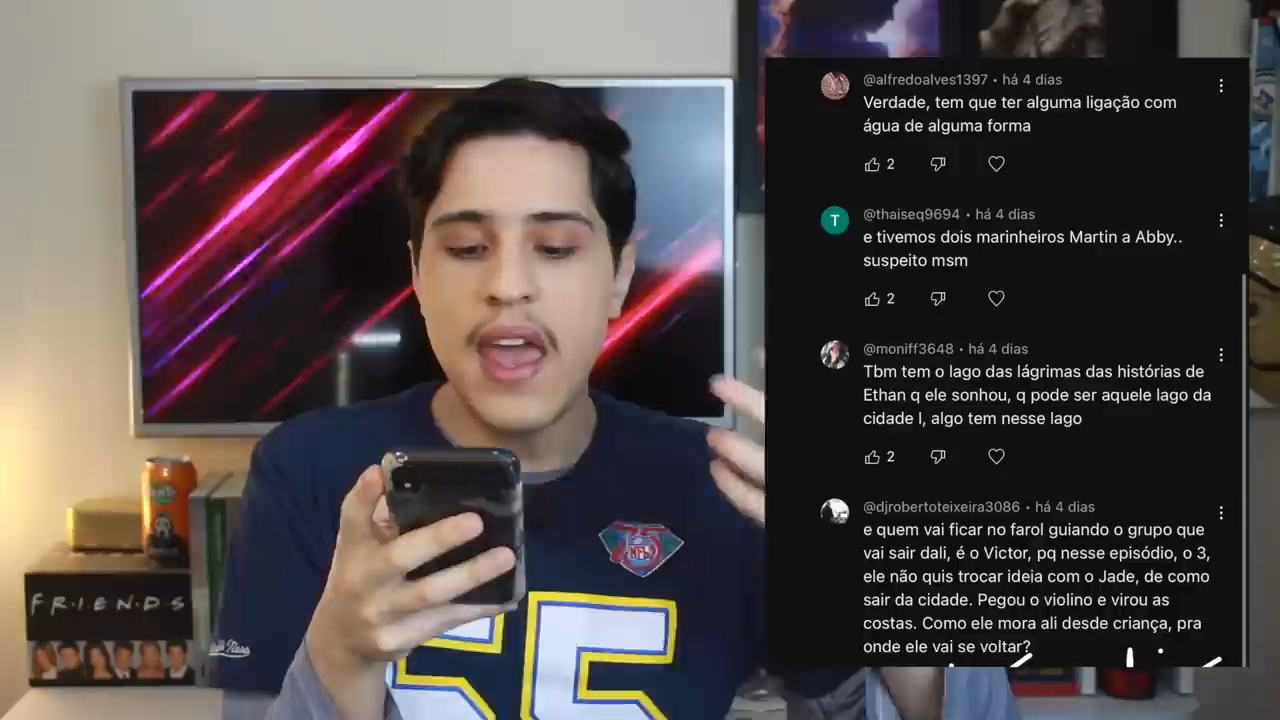 @alfredoalves1397 • há 4 dias
Verdade, tem que ter alguma ligação com
água de alguma forma
2
T
@thaiseq9694 • há 4 dias
e tivemos dois marinheiros Martin a Abby..
suspeito msm
2
@moniff3648 • há 4 dias
Tbm tem o lago das lágrimas das histórias de
Ethan q ele sonhou, q pode ser aquele lago da
cidade l, algo tem nesse lago
2
@djrobertoteixeira3086 • há 4 dias
e quem vai ficar no farol guiando o grupo que
vai sair dali, é o Victor, pq nesse episódio, o 3,
ele não quis trocar ideia com o Jade, de como
sair da cidade. Pegou o violino e virou as
costas. Como ele mora ali desde criança, pra
onde ele vai se voltar?
F·R·I·E·N·D·S
NFL
55